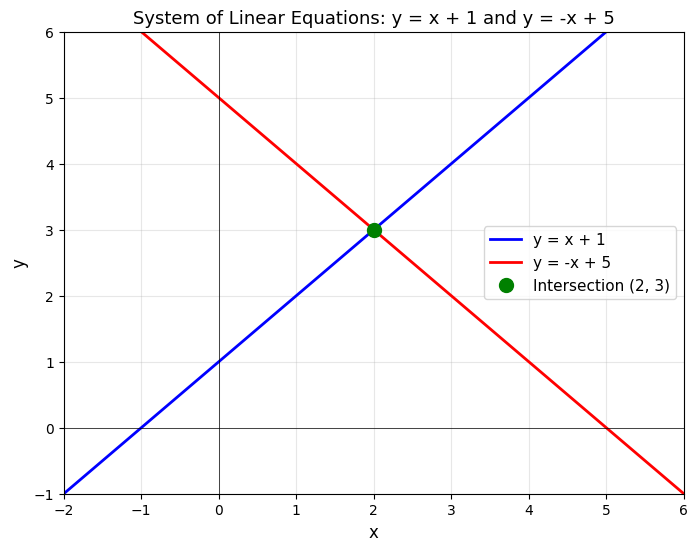 System of Linear Equations: y = x + 1 and y = -x + 5
6
5
4
3
2
1
0
−1
y
y = x + 1
y = -x + 5
Intersection (2, 3)
−2
−1
0
1
2
3
4
5
6
x